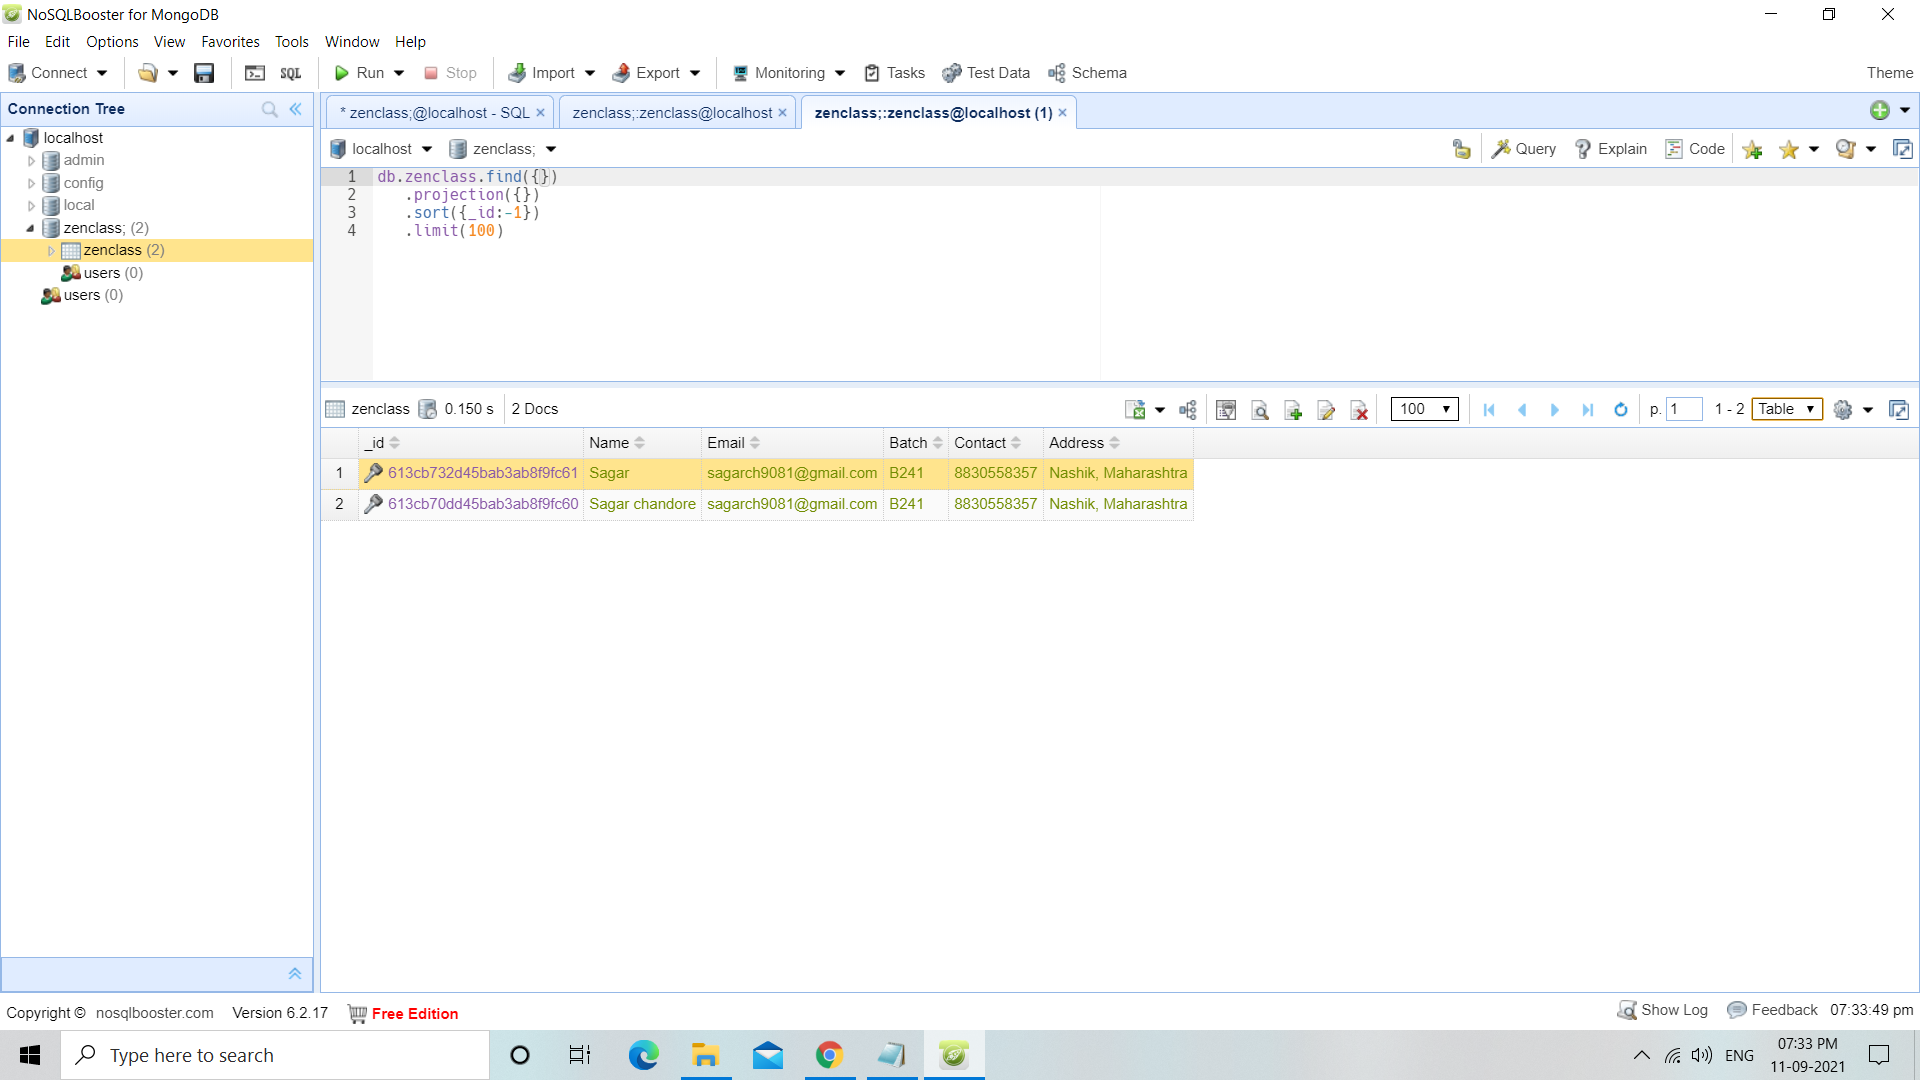 NoSQLBooster for MongoDB
File Edit Options View Favorites Tools Window Help
Connect SQL Run Stop Import Export Monitoring Tasks Test Data Schema Theme
Connection Tree
* zenclass;@localhost - SQL × zenclass;:zenclass@localhost × zenclass;:zenclass@localhost (1) ×
localhost
admin
config
local
zenclass; (2)
zenclass (2)
users (0)
users (0)
localhost zenclass; Query Explain Code
1 db.zenclass.find({})
2 .projection({})
3 .sort({_id:-1})
4 .limit(100)
zenclass 0.150 s 2 Docs 100 p. 1 1 - 2 Table
_id Name Email Batch Contact Address
1 613cb732d45bab3ab8f9fc61 Sagar sagarch9081@gmail.com B241 8830558357 Nashik, Maharashtra
2 613cb70dd45bab3ab8f9fc60 Sagar chandore sagarch9081@gmail.com B241 8830558357 Nashik, Maharashtra
Copyright © nosqlbooster.com Version 6.2.17 Free Edition Show Log Feedback 07:33:49 pm
Type here to search ENG 07:33 PM
11-09-2021